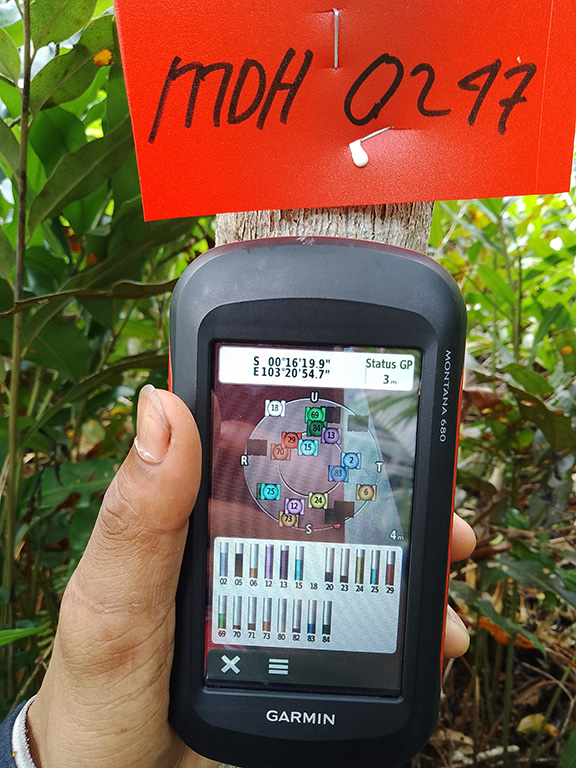 MDH 0247
MONTANA 680
S 00°16'19.9"
E 103°20'54.7"
Status GP
3 m
U
18
69
84
29
13
70
15
R
2
T
83
25
6
24
12
73
S
4 m
02 05 06 12 13 15 18 20 23 24 25 29
69 70 71 73 80 82 83 84
GARMIN